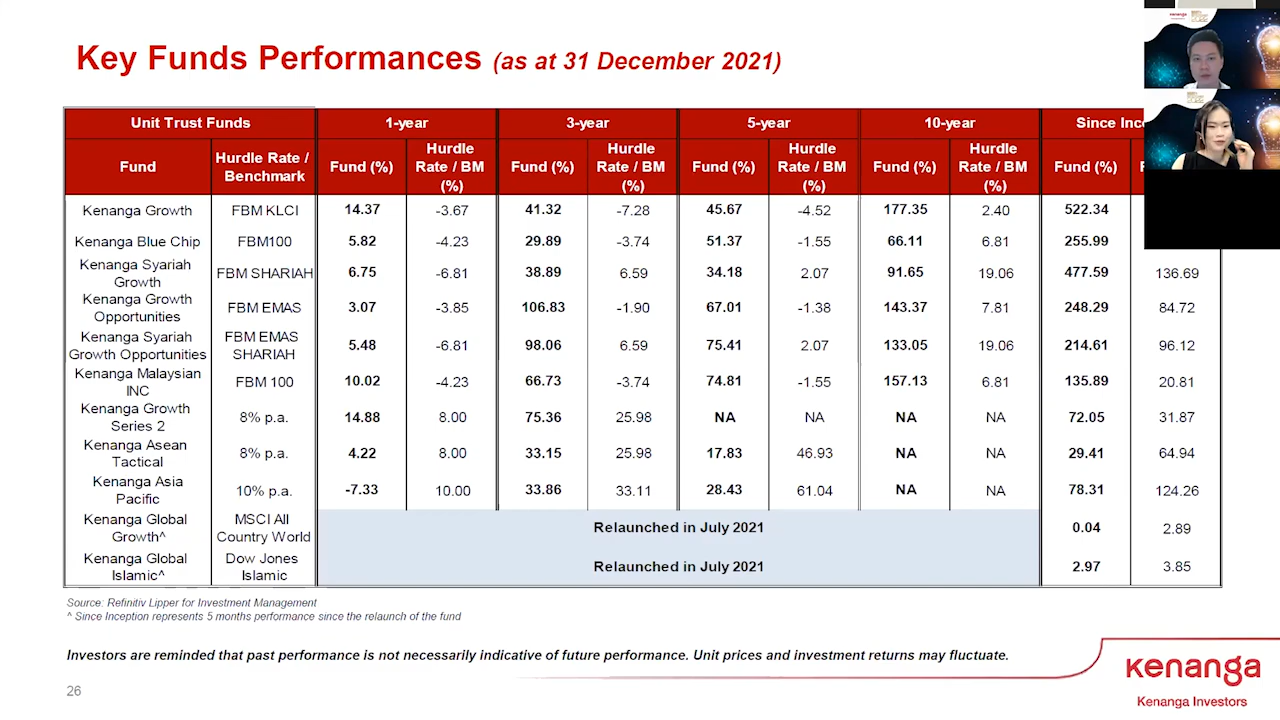 Key Funds Performances (as at 31 December 2021)
Unit Trust Funds 1-year 3-year 5-year 10-year Since
Fund Hurdle Rate / Benchmark Fund (%) Hurdle Rate / BM (%) Fund (%) Hurdle Rate / BM (%) Fund (%) Hurdle Rate / BM (%) Fund (%) Hurdle Rate / BM (%) Fund (%)
Kenanga Growth FBM KLCI 14.37 -3.67 41.32 -7.28 45.67 -4.52 177.35 2.40 522.34
Kenanga Blue Chip FBM100 5.82 -4.23 29.89 -3.74 51.37 -1.55 66.11 6.81 255.99
Kenanga Syariah Growth FBM SHARIAH 6.75 -6.81 38.89 6.59 34.18 2.07 91.65 19.06 477.59 136.69
Kenanga Growth Opportunities FBM EMAS 3.07 -3.85 106.83 -1.90 67.01 -1.38 143.37 7.81 248.29 84.72
Kenanga Syariah Growth Opportunities FBM EMAS SHARIAH 5.48 -6.81 98.06 6.59 75.41 2.07 133.05 19.06 214.61 96.12
Kenanga Malaysian INC FBM 100 10.02 -4.23 66.73 -3.74 74.81 -1.55 157.13 6.81 135.89 20.81
Kenanga Growth Series 2 8% p.a. 14.88 8.00 75.36 25.98 NA NA NA NA 72.05 31.87
Kenanga Asean Tactical 8% p.a. 4.22 8.00 33.15 25.98 17.83 46.93 NA NA 29.41 64.94
Kenanga Asia Pacific 10% p.a. -7.33 10.00 33.86 33.11 28.43 61.04 NA NA 78.31 124.26
Kenanga Global Growth^ MSCI All Country World Relaunched in July 2021 0.04 2.89
Kenanga Global Islamic^ Dow Jones Islamic Relaunched in July 2021 2.97 3.85
Source: Refinitiv Lipper for Investment Management
^ Since Inception represents 5 months performance since the relaunch of the fund
Investors are reminded that past performance is not necessarily indicative of future performance. Unit prices and investment returns may fluctuate.
26
kenanga
Kenanga Investors